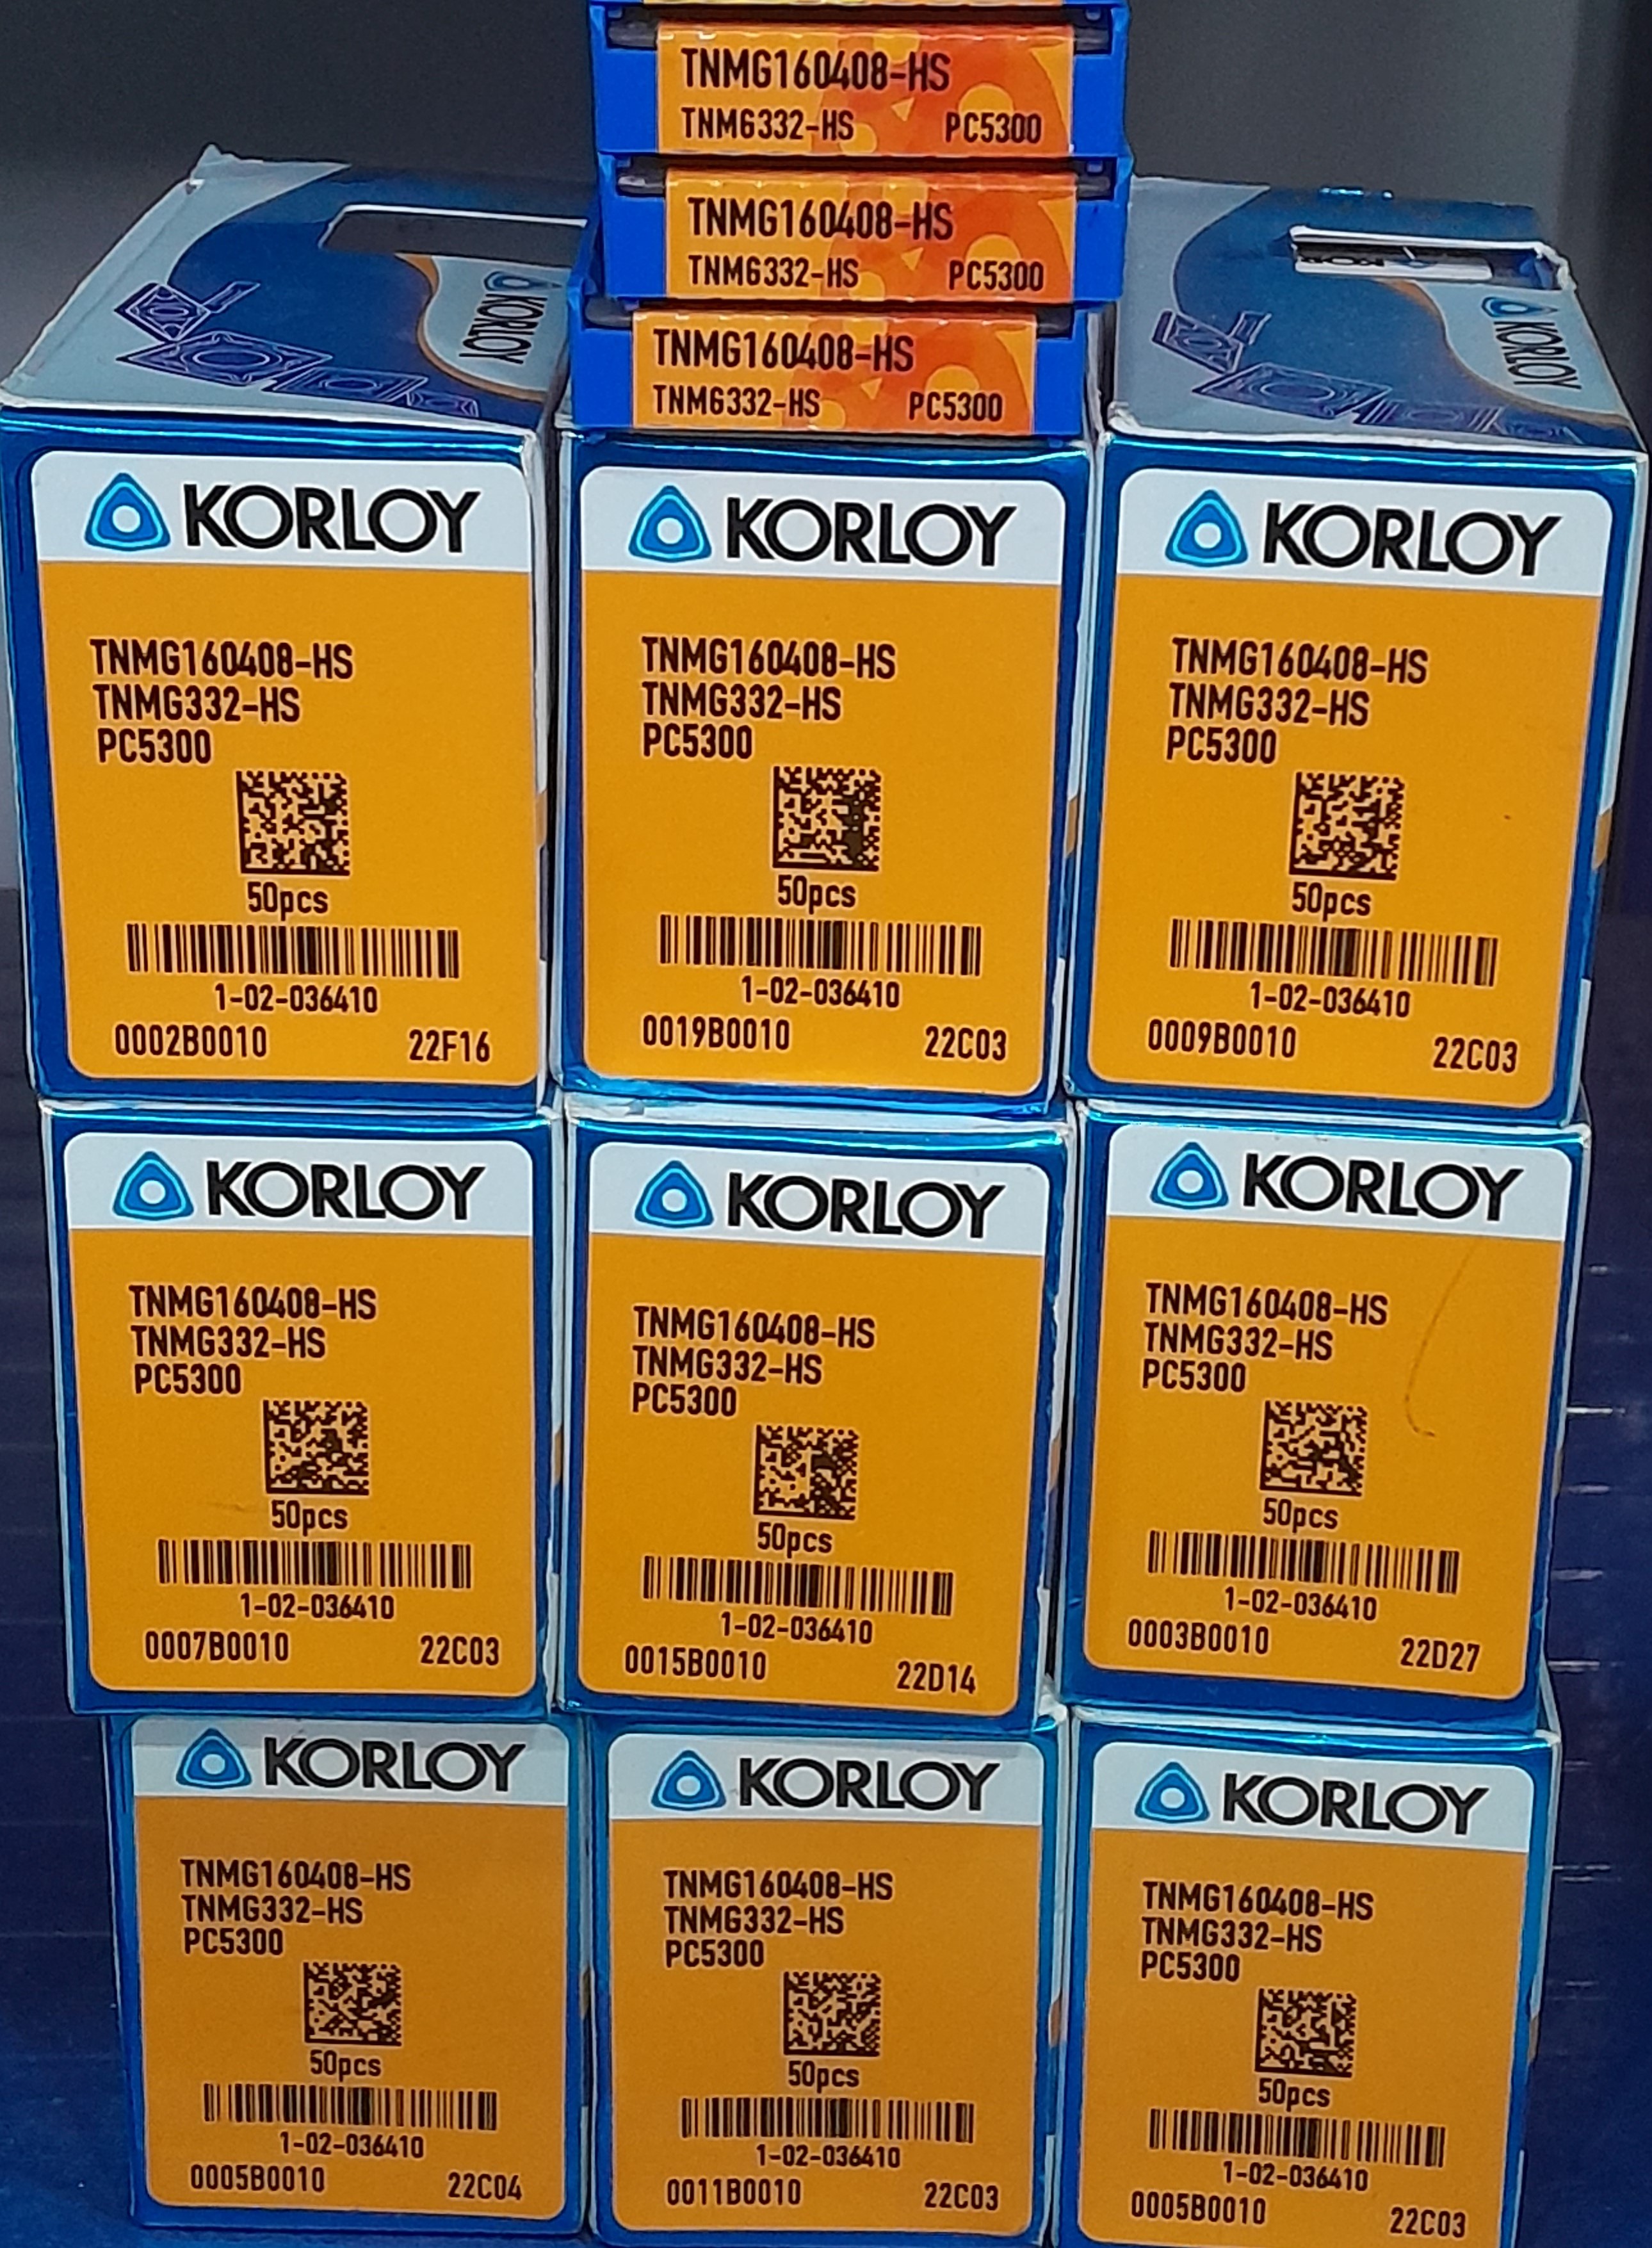 TNMG160408-HS
TNMG332-HS PC5300
TNMG160408-HS
TNMG332-HS PC5300
TNMG160408-HS
TNMG332-HS PC5300
KORLOY
KORLOY
KORLOY
TNMG160408-HS
TNMG332-HS
PC5300
50pcs
1-02-036410
0002B0010 22F16
KORLOY
TNMG160408-HS
TNMG332-HS
PC5300
50pcs
1-02-036410
0019B0010 22C03
KORLOY
TNMG160408-HS
TNMG332-HS
PC5300
50pcs
1-02-036410
0009B0010 22C03
KORLOY
TNMG160408-HS
TNMG332-HS
PC5300
50pcs
1-02-036410
0007B0010 22C03
KORLOY
TNMG160408-HS
TNMG332-HS
PC5300
50pcs
1-02-036410
0015B0010 22D14
KORLOY
TNMG160408-HS
TNMG332-HS
PC5300
50pcs
1-02-036410
0003B0010 22D27
KORLOY
TNMG160408-HS
TNMG332-HS
PC5300
50pcs
1-02-036410
0005B0010 22C04
KORLOY
TNMG160408-HS
TNMG332-HS
PC5300
50pcs
1-02-036410
0011B0010 22C03
KORLOY
TNMG160408-HS
TNMG332-HS
PC5300
50pcs
1-02-036410
0005B0010 22C03